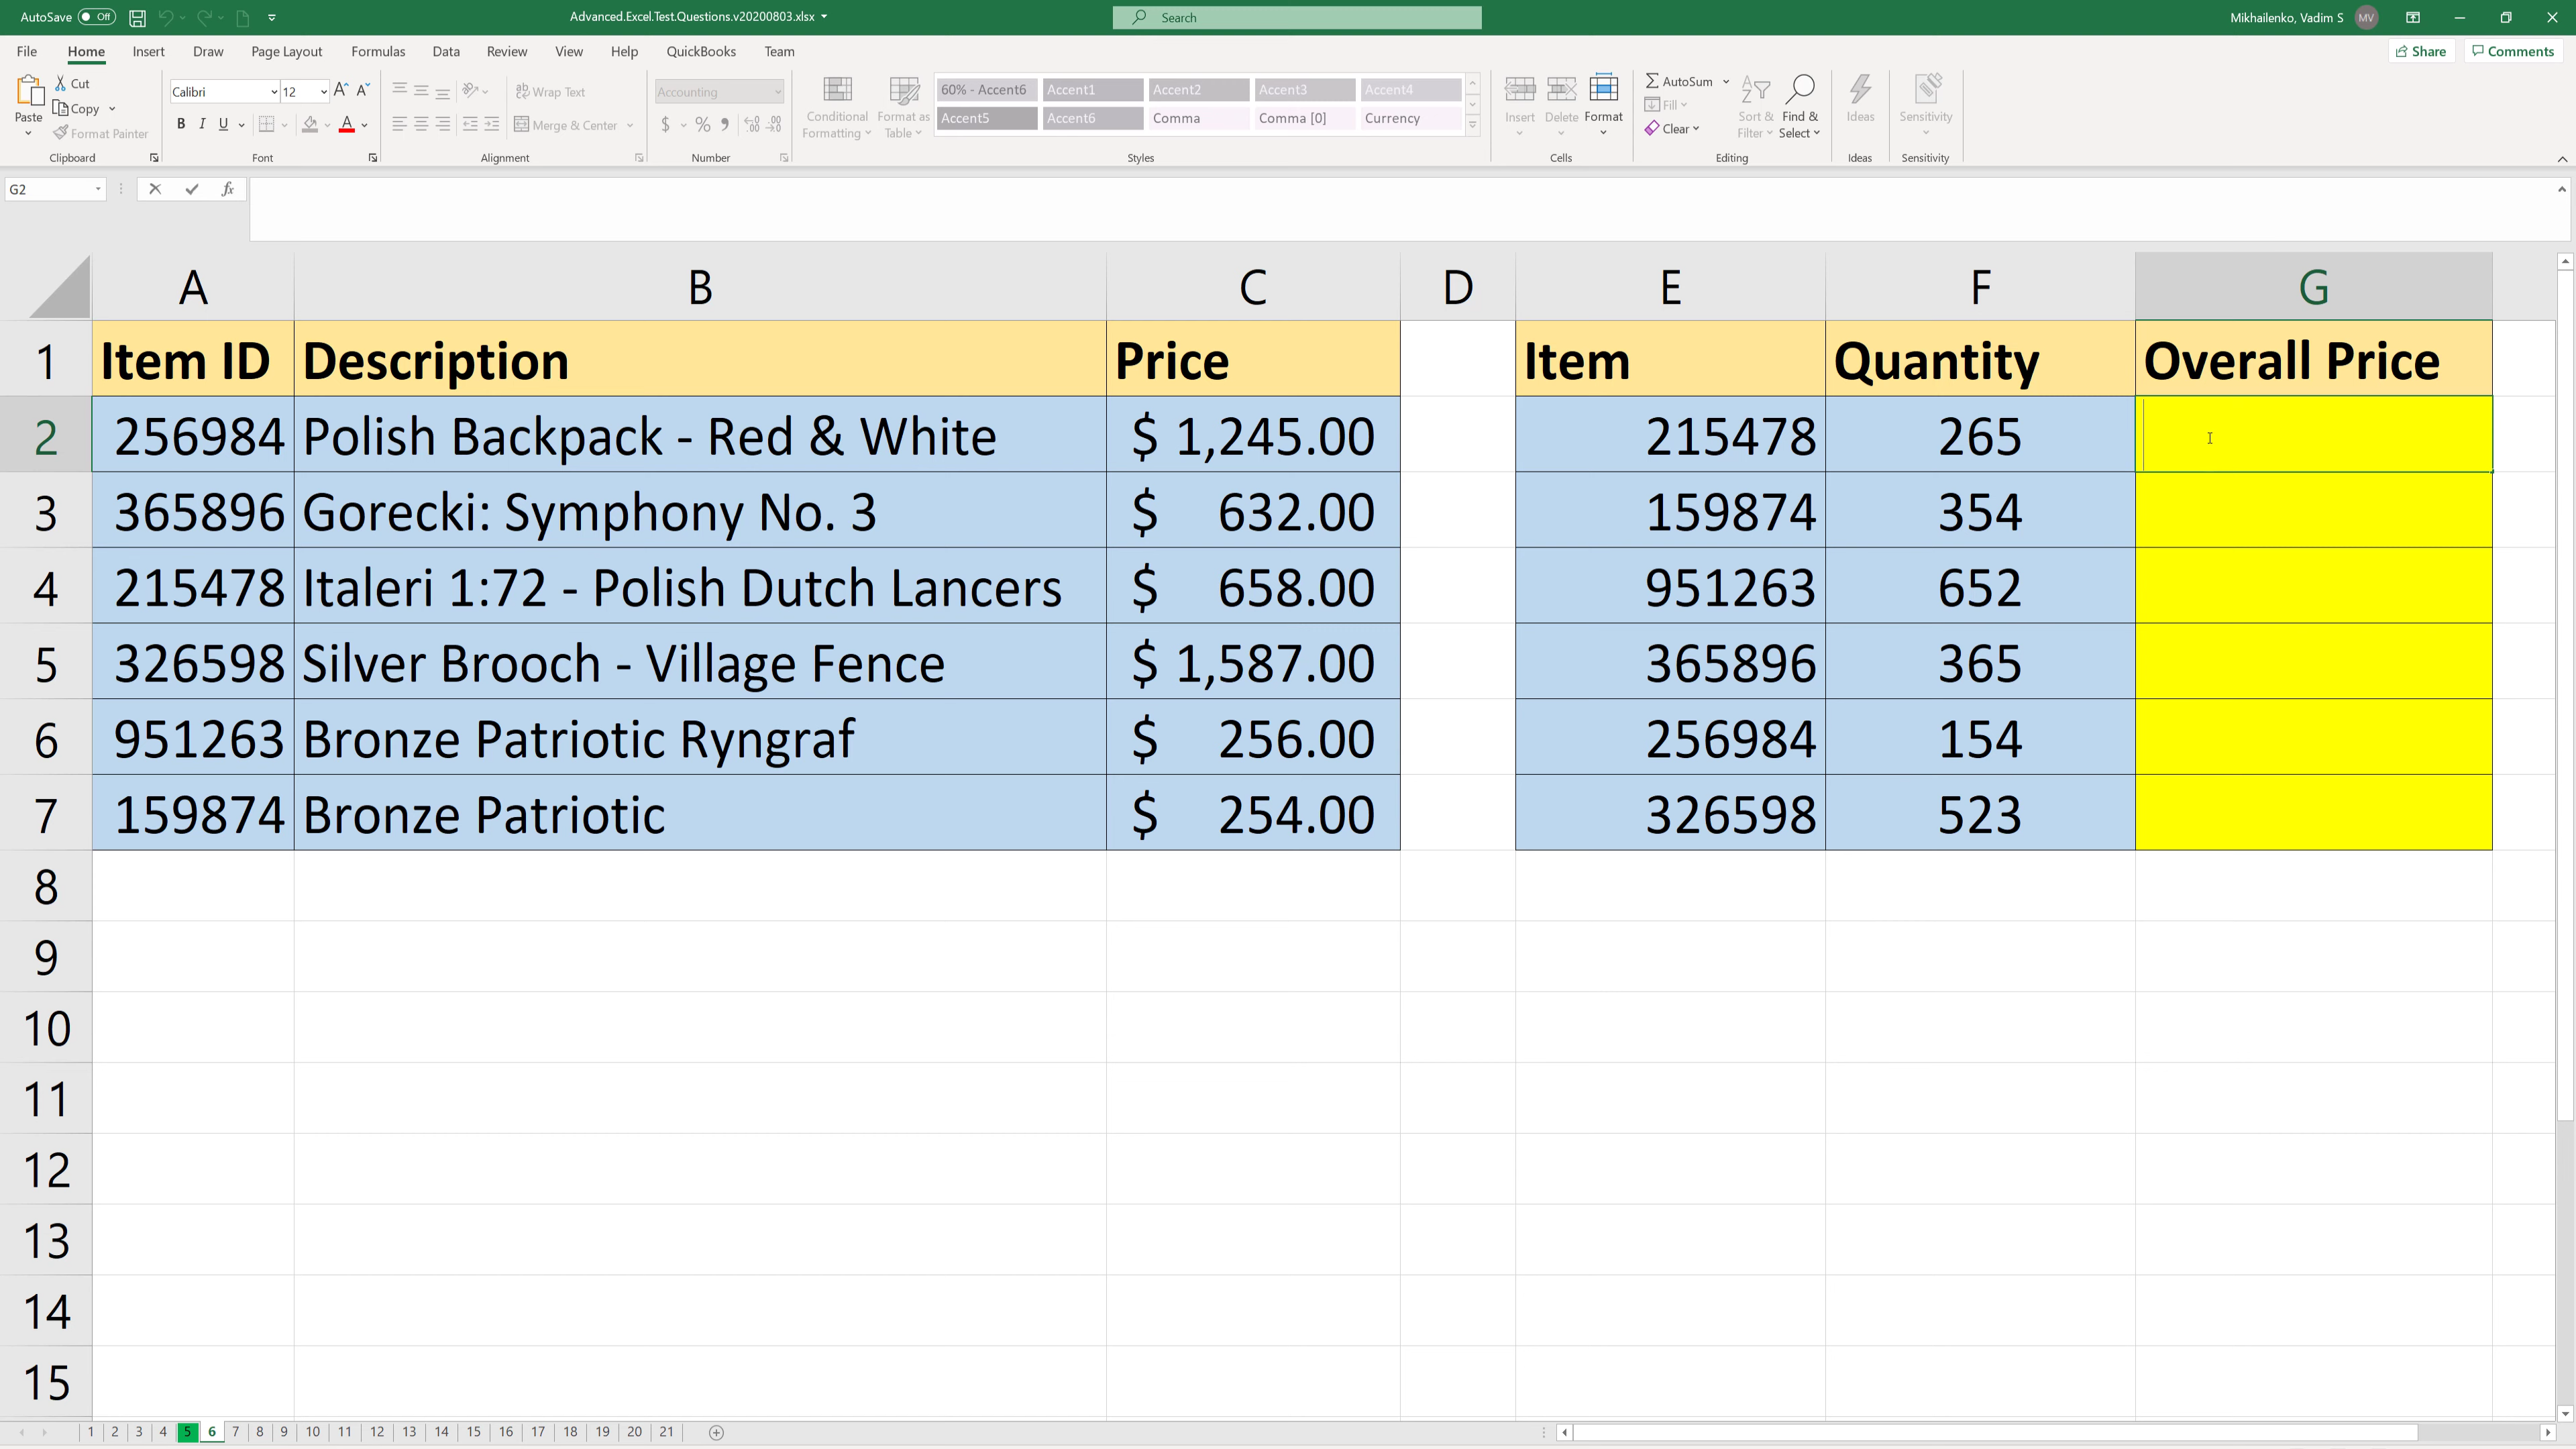 AutoSave Off Advanced.Excel.Test.Questions.v20200803.xlsx Search Mikhailenko, Vadim S MV
File Home Insert Draw Page Layout Formulas Data Review View Help QuickBooks Team Share Comments
Paste Cut Copy Format Painter Clipboard
Calibri 12 A A B I U A Font
Wrap Text Merge & Center Alignment
Accounting $ % Number
Conditional Formatting Format as Table
60% - Accent6 Accent1 Accent2 Accent3 Accent4
Accent5 Accent6 Comma Comma [0] Currency
Styles
Insert Delete Format Cells
AutoSum Fill Clear Sort & Filter Find & Select Editing
Ideas Ideas
Sensitivity Sensitivity
G2 fx
A B C D E F G
1 Item ID Description Price Item Quantity Overall Price
2 256984 Polish Backpack - Red & White $ 1,245.00 215478 265
3 365896 Gorecki: Symphony No. 3 $ 632.00 159874 354
4 215478 Italeri 1:72 - Polish Dutch Lancers $ 658.00 951263 652
5 326598 Silver Brooch - Village Fence $ 1,587.00 365896 365
6 951263 Bronze Patriotic Ryngraf $ 256.00 256984 154
7 159874 Bronze Patriotic $ 254.00 326598 523
8
9
10
11
12
13
14
15
1 2 3 4 5 6 7 8 9 10 11 12 13 14 15 16 17 18 19 20 21